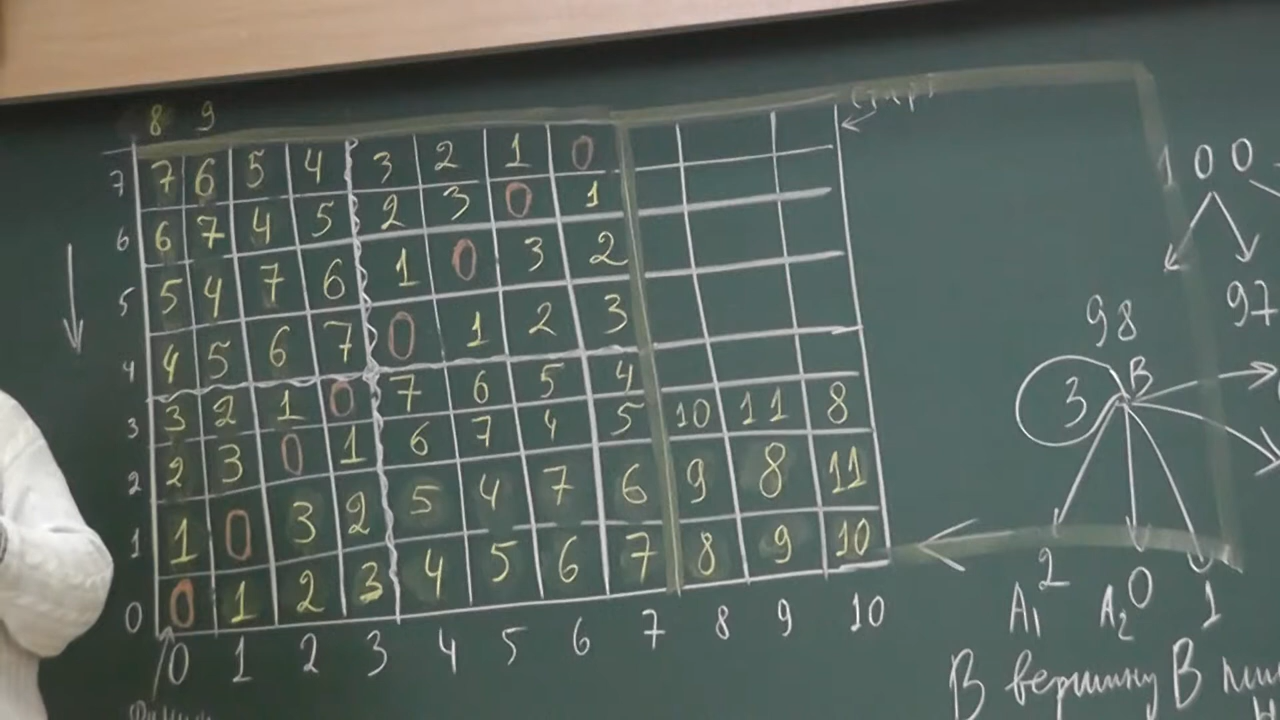 8 9
старт
7 7 6 5 4 3 2 1 0
6 6 7 4 5 2 3 0 1
5 5 4 7 6 1 0 3 2
4 4 5 6 7 0 1 2 3
3 3 2 1 0 7 6 5 4
2 2 3 0 1 6 7 4 5 10 11 8
1 1 0 3 2 5 4 7 6 9 8 11
0 0 1 2 3 4 5 6 7 8 9 10
0 1 2 3 4 5 6 7 8 9 10
100
97
98
3 B
2 0 1
A1 A2
В вершину В